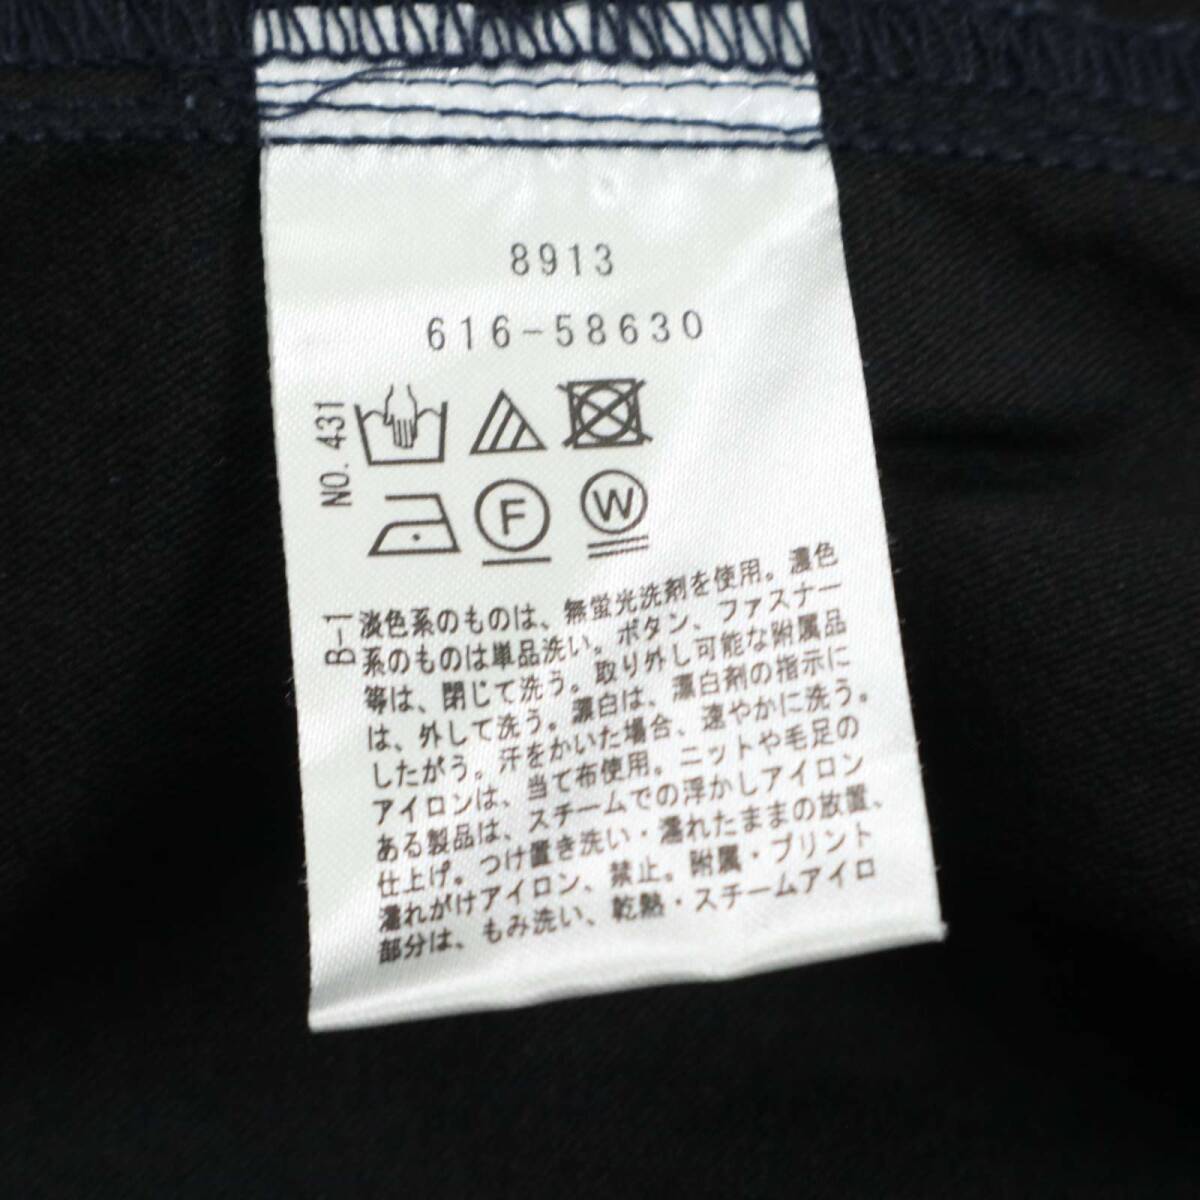 8913
616-58630
NO. 431
F
W
B-1
淡色系のものは、無蛍光洗剤を使用。濃色
系のものは単品洗い。ボタン、ファスナー
等は、閉じて洗う。取り外し可能な附属品
は、外して洗う。漂白は、漂白剤の指示に
したがう。汗をかいた場合、速やかに洗う。
アイロンは、当て布使用。ニットや毛足の
ある製品は、スチームでの浮かしアイロン
仕上げ。つけ置き洗い・濡れたままの放置、
濡れがけアイロン、禁止。附属・プリント
部分は、もみ洗い、乾熱・スチームアイロ